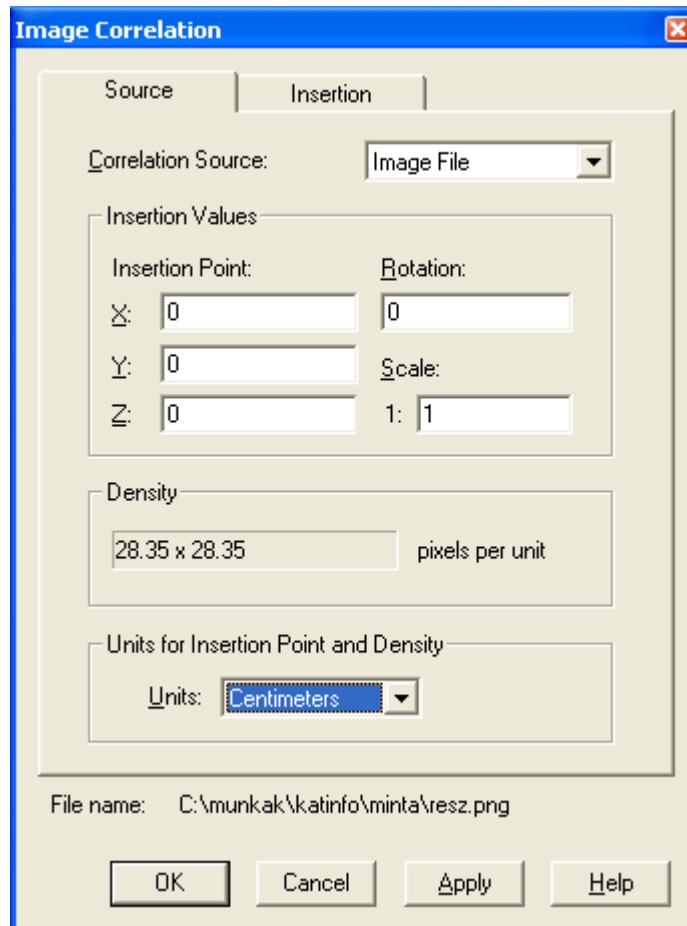 Image Correlation
Source Insertion
Correlation Source: Image File
Insertion Values
Insertion Point: Rotation:
X: 0 0
Y: 0 Scale:
Z: 0 1: 1
Density
28.35 x 28.35 pixels per unit
Units for Insertion Point and Density
Units: Centimeters
File name: C:\munkak\katinfo\minta\resz.png
OK Cancel Apply Help